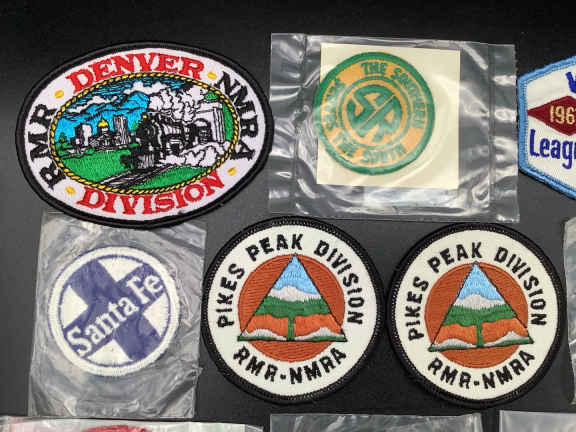 RMR · DENVER · NMRA
· DIVISION ·
THE SOUTHERN
SERVES THE SOUTH
SR
196
Leagu
Santa Fe
PIKES PEAK DIVISION
RMR-NMRA
PIKES PEAK DIVISION
RMR-NMRA